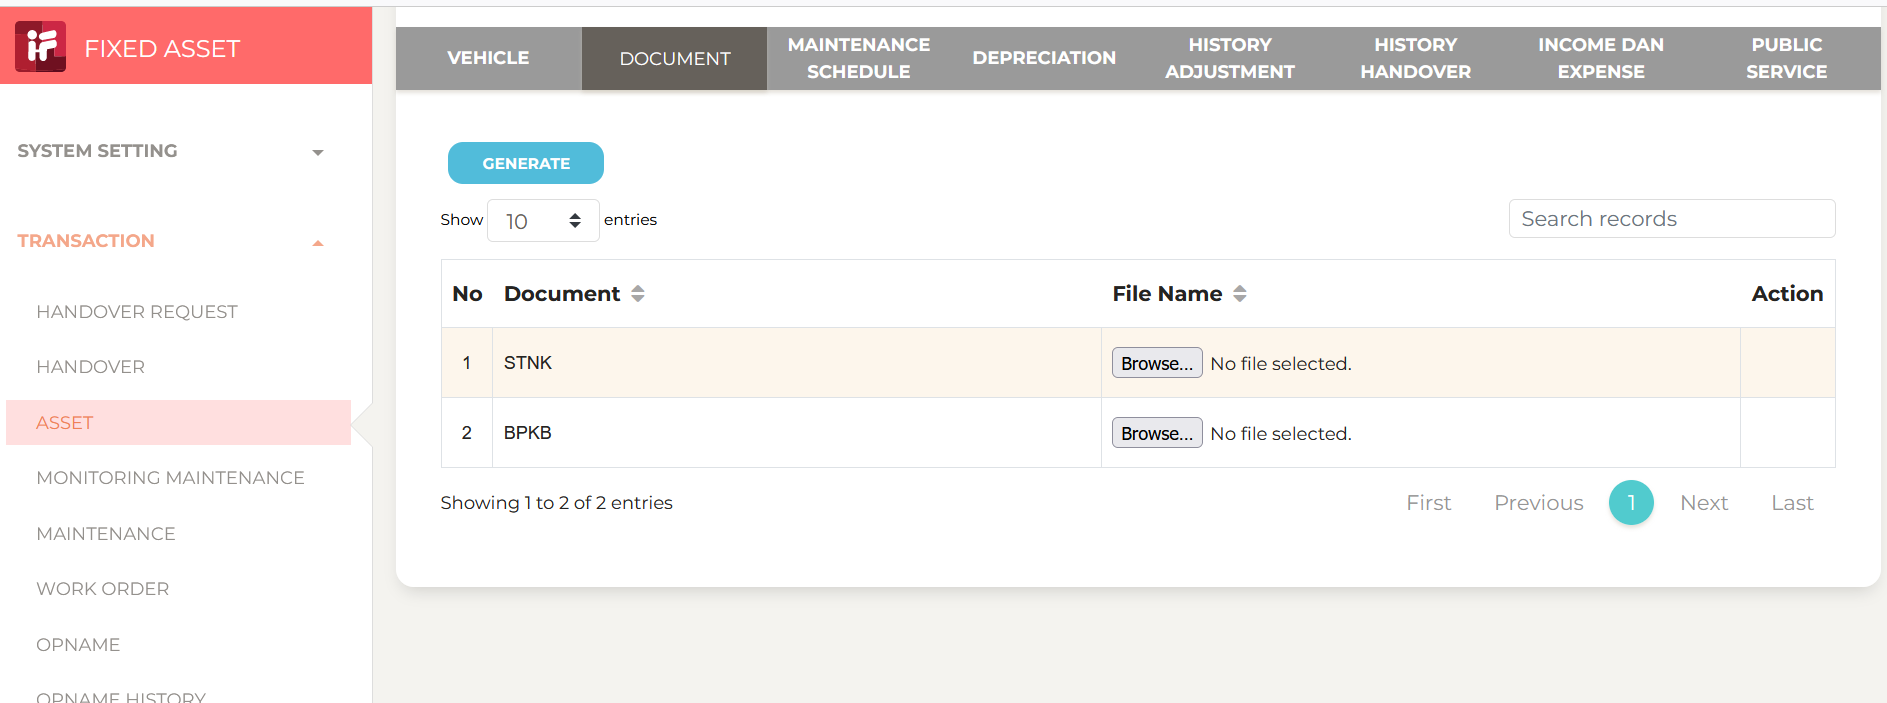 iF FIXED ASSET
SYSTEM SETTING
TRANSACTION
HANDOVER REQUEST
HANDOVER
ASSET
MONITORING MAINTENANCE
MAINTENANCE
WORK ORDER
OPNAME
OPNAME HISTORY
VEHICLE
DOCUMENT
MAINTENANCE
SCHEDULE
DEPRECIATION
HISTORY
ADJUSTMENT
HISTORY
HANDOVER
INCOME DAN
EXPENSE
PUBLIC
SERVICE
GENERATE
Show 10 entries
Search records
No Document File Name Action
1 STNK Browse... No file selected.
2 BPKB Browse... No file selected.
Showing 1 to 2 of 2 entries
First Previous 1 Next Last